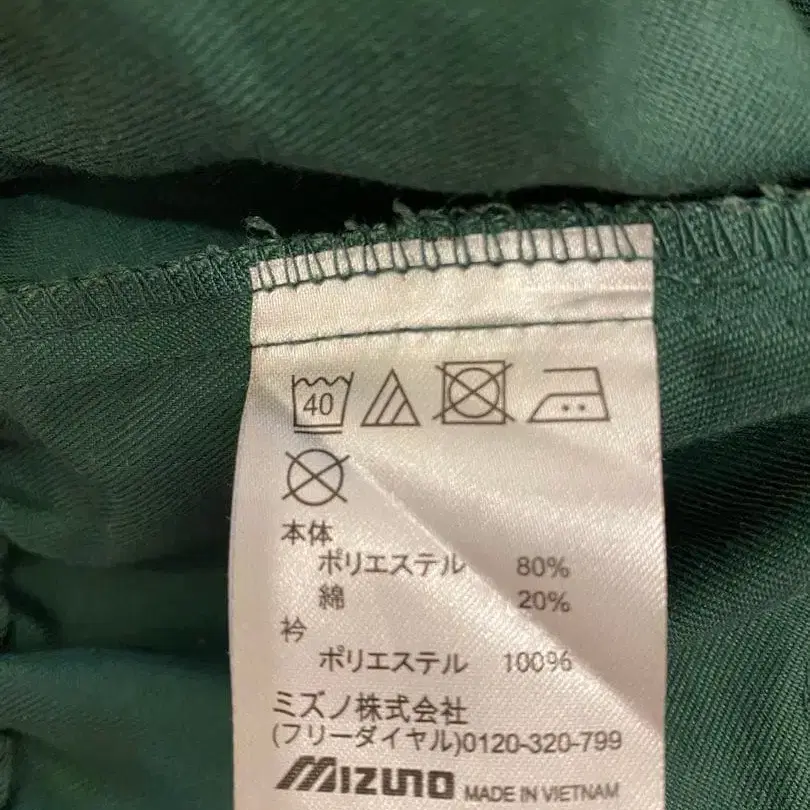 40
本体
ポリエステル 80%
綿 20%
衿
ポリエステル 100%
ミズノ株式会社
(フリーダイヤル)0120-320-799
MIZUNO MADE IN VIETNAM